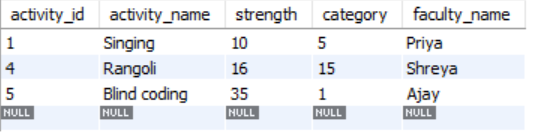 activity_id activity_name strength category faculty_name
1 Singing 10 5 Priya
4 Rangoli 16 15 Shreya
5 Blind coding 35 1 Ajay
NULL NULL NULL NULL NULL